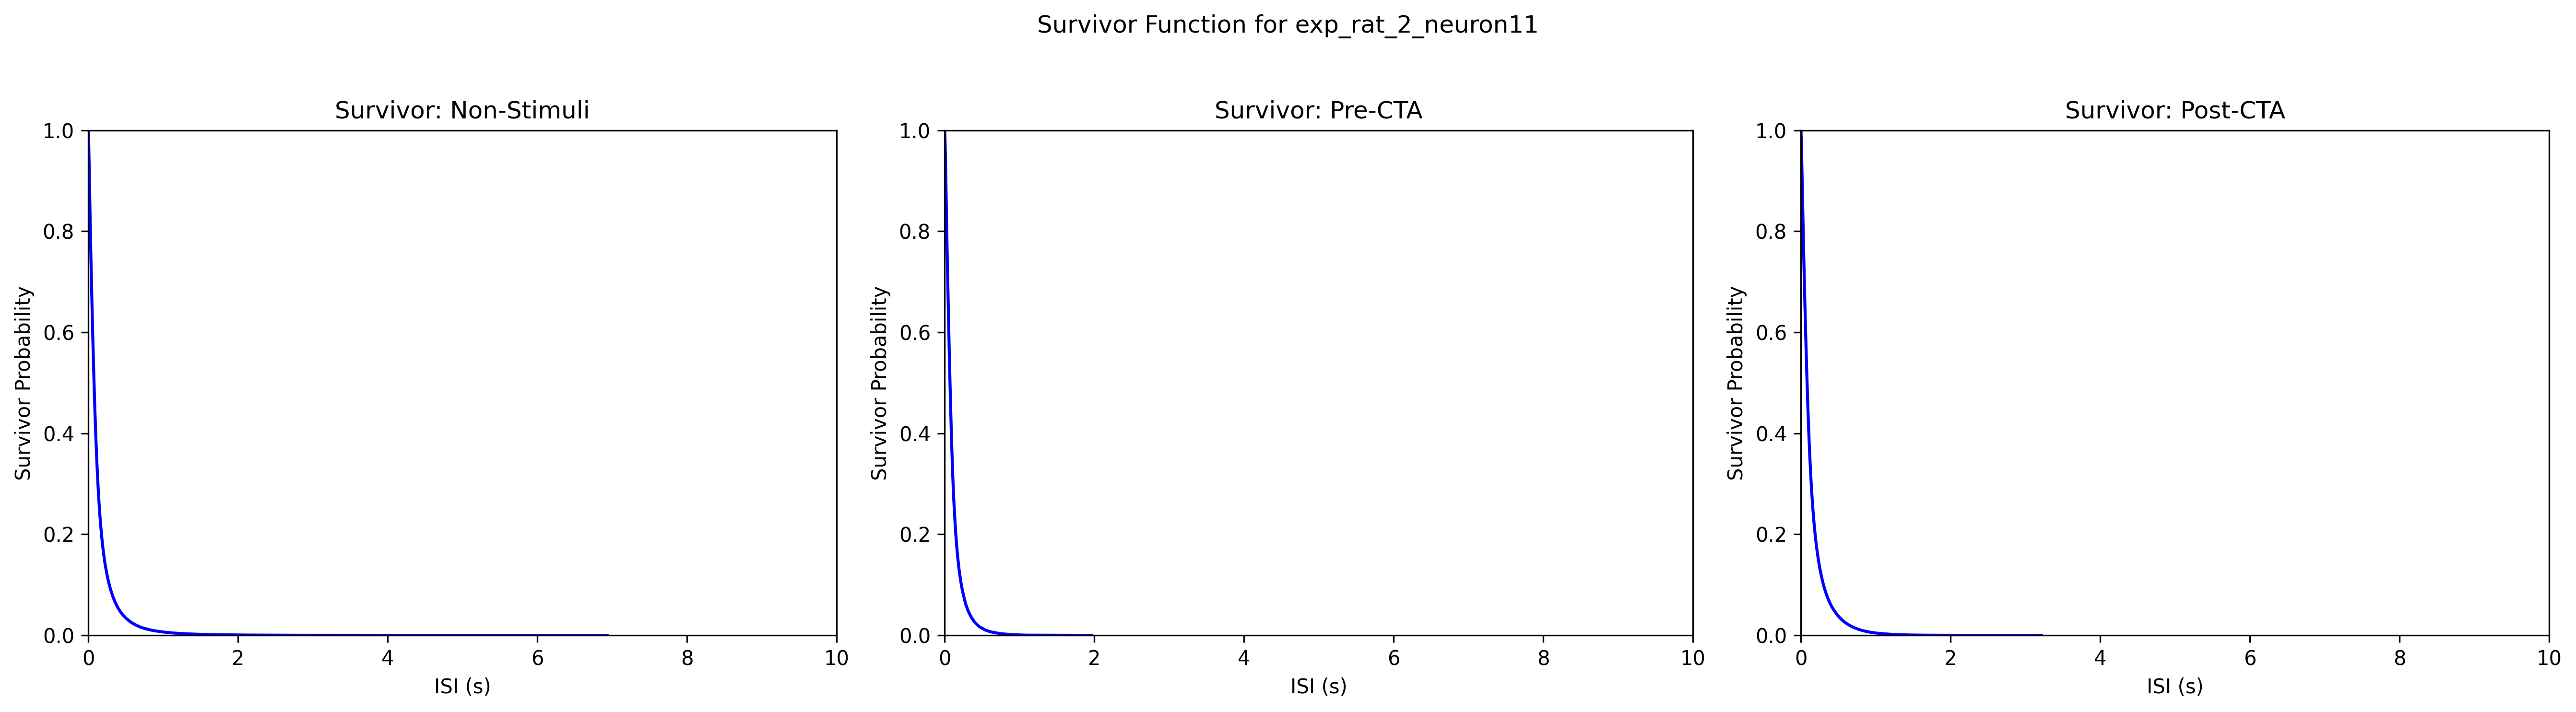 Survivor Function for exp_rat_2_neuron11
Survivor: Non-Stimuli
1.0
0.8
0.6
0.4
0.2
0.0
Survivor Probability
0 2 4 6 8 10
ISI (s)
Survivor: Pre-CTA
1.0
0.8
0.6
0.4
0.2
0.0
Survivor Probability
0 2 4 6 8 10
ISI (s)
Survivor: Post-CTA
1.0
0.8
0.6
0.4
0.2
0.0
Survivor Probability
0 2 4 6 8 10
ISI (s)